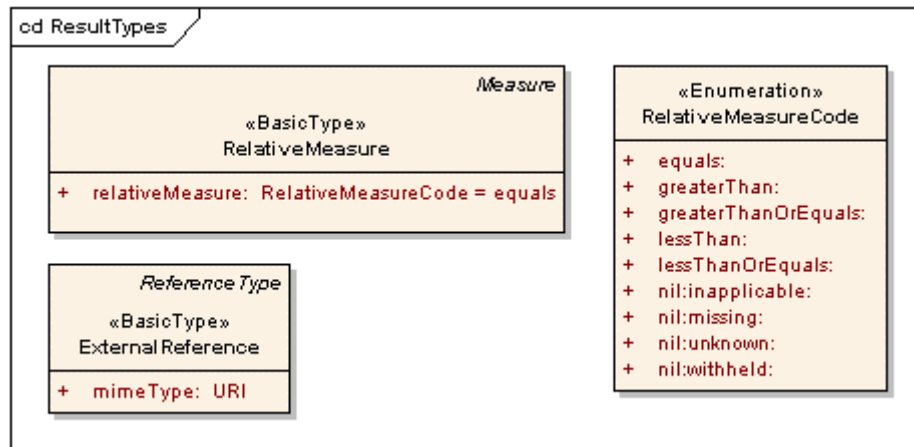 cd ResultTypes
Measure
«BasicType»
RelativeMeasure
+ relativeMeasure: RelativeMeasureCode = equals
ReferenceType
«BasicType»
ExternalReference
+ mimeType: URI
«Enumeration»
RelativeMeasureCode
+ equals:
+ greaterThan:
+ greaterThanOrEquals:
+ lessThan:
+ lessThanOrEquals:
+ nil:inapplicable:
+ nil:missing:
+ nil:unknown:
+ nil:withheld: